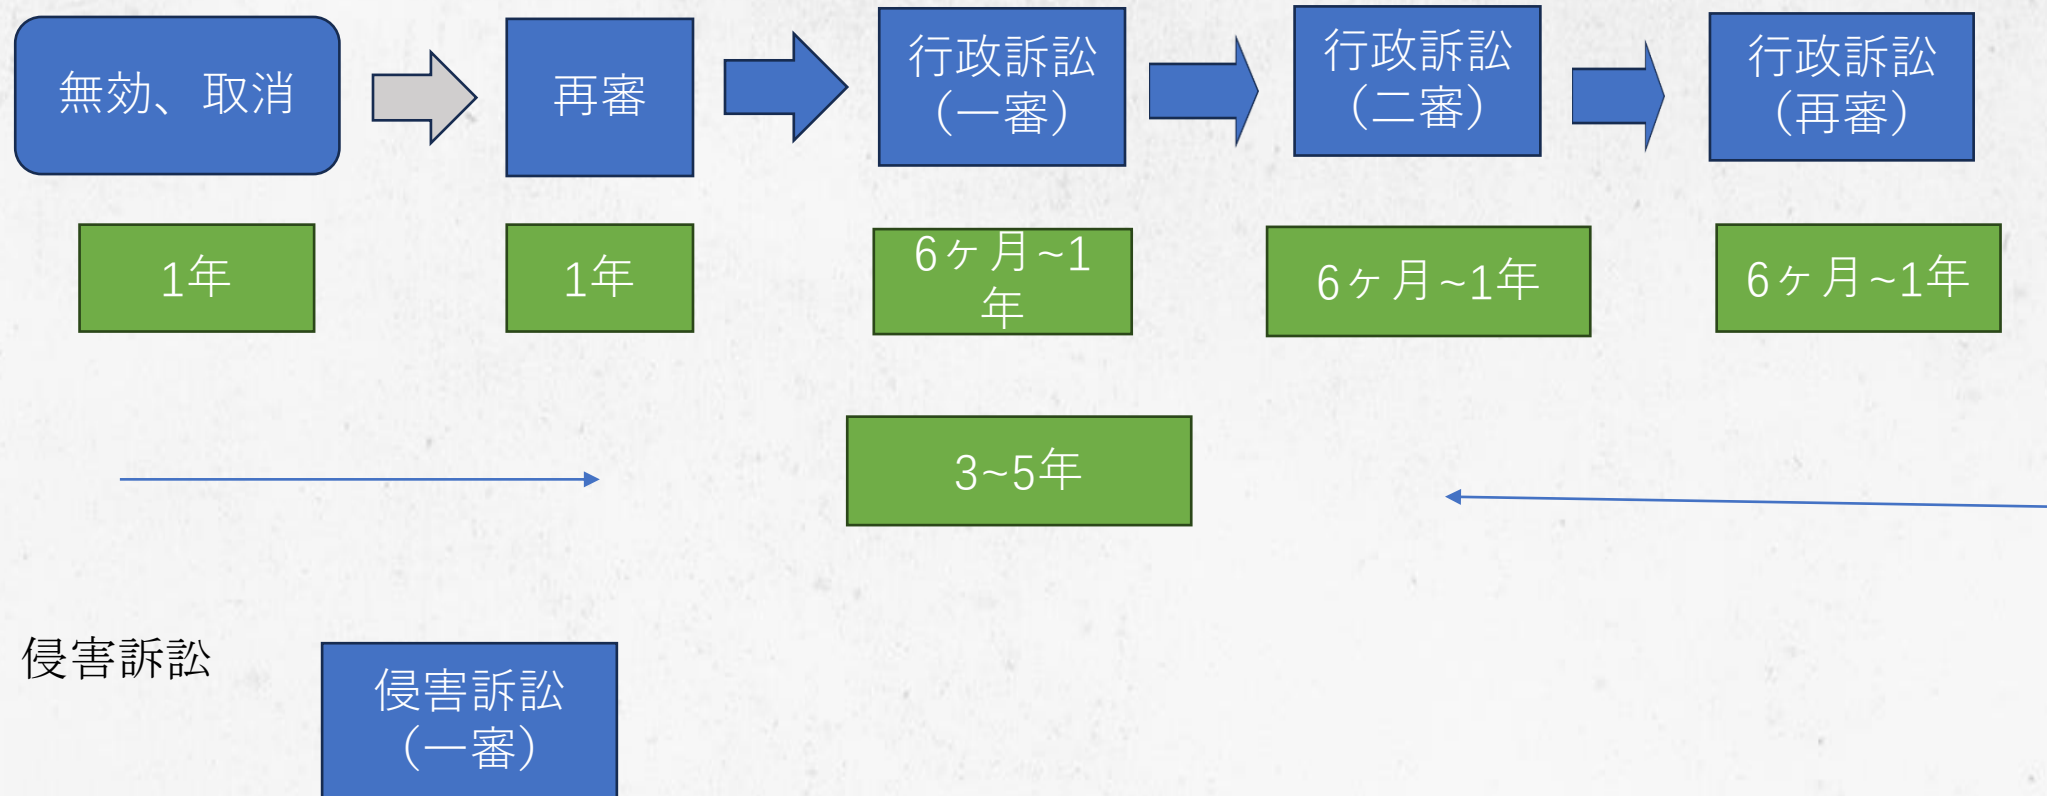 無効、取消
再審
行政訴訟
（一審）
行政訴訟
（二審）
行政訴訟
（再審）
1年
1年
6ヶ月~1
年
6ヶ月~1年
6ヶ月~1年
3~5年
侵害訴訟
侵害訴訟
（一審）